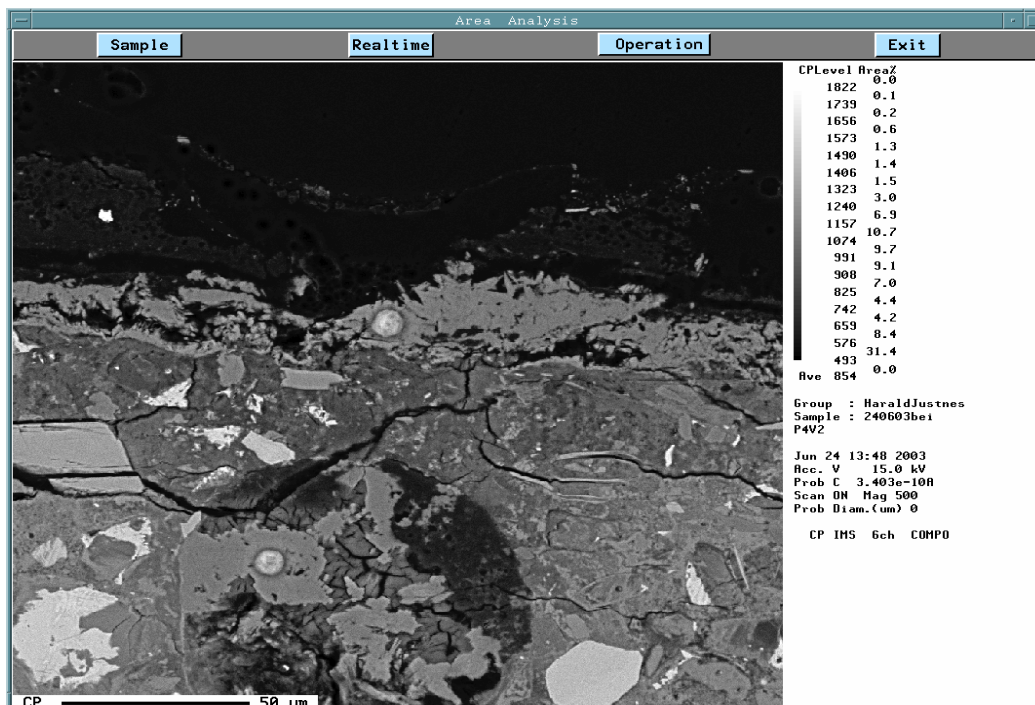 Area Analysis
Sample Realtime Operation Exit
CPLevel Area%
0.0
1822
0.1
1739
0.2
1656
0.6
1573
1.3
1490
1.4
1406
1.5
1323
3.0
1240
6.9
1157
10.7
1074
9.7
991
9.1
908
7.0
825
4.4
742
4.2
659
8.4
576
31.4
493
0.0
Ave 854
Group : HaraldJustnes
Sample : 240603bei
P4V2
Jun 24 13:48 2003
Acc. V 15.0 kV
Prob C 3.403e-10A
Scan ON Mag 500
Prob Diam.(um) 0
CP IMS 6ch COMPO
CP 50 μm